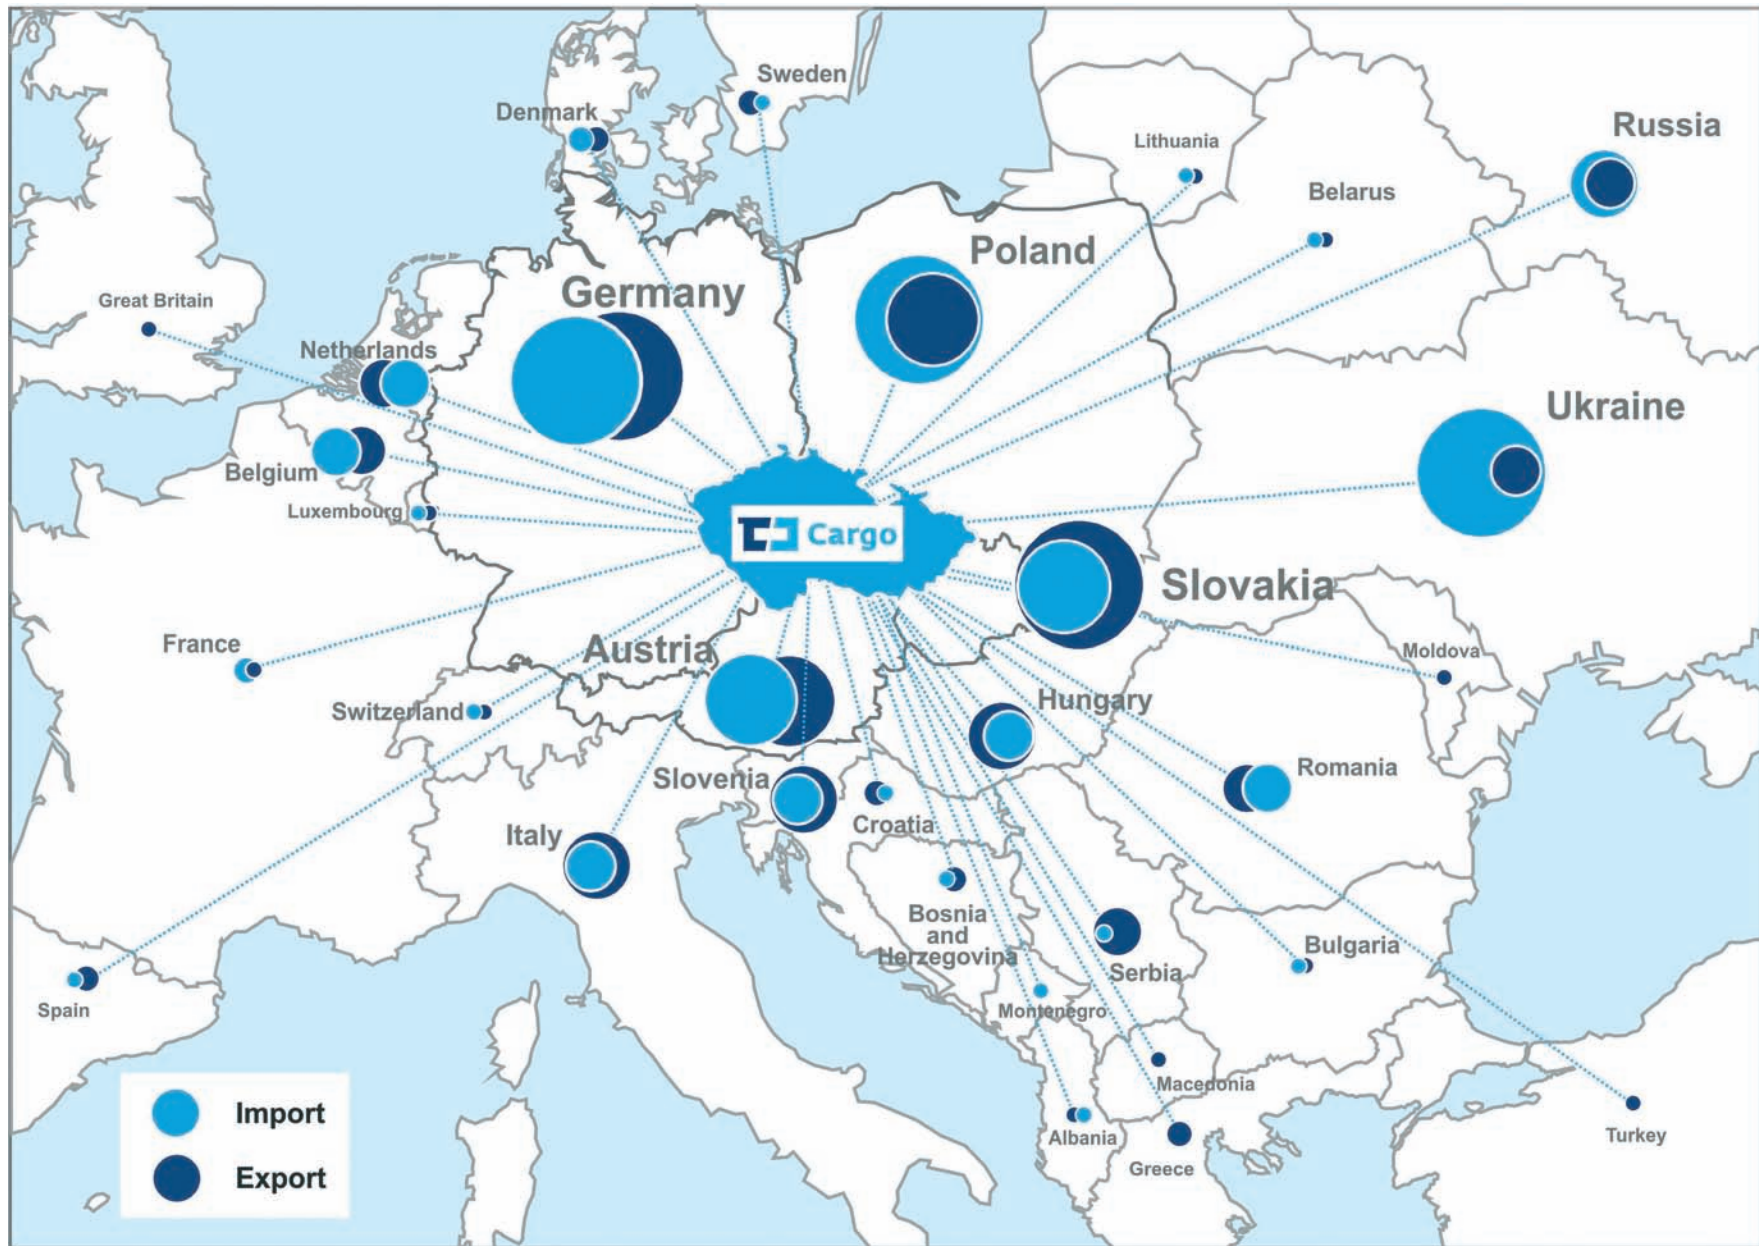 Sweden
Denmark
Russia
Lithuania
Belarus
Poland
Germany
Great Britain
Netherlands
Ukraine
Belgium
Luxembourg
Cargo
Slovakia
France
Austria
Moldova
Switzerland
Hungary
Slovenia
Romania
Croatia
Italy
Bosnia
and
Herzegovina
Bulgaria
Serbia
Spain
Montenegro
Macedonia
Import
Albania
Turkey
Greece
Export